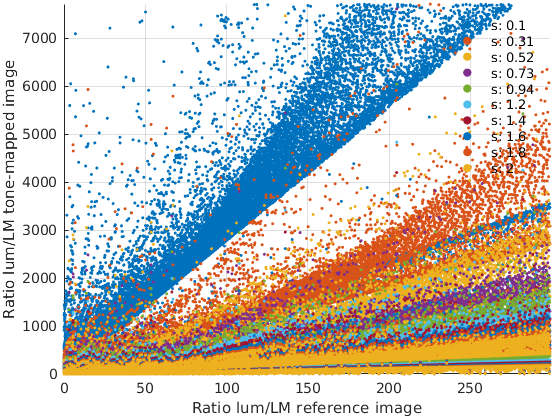 Ratio lum/LM tone-mapped image
7000
6000
5000
4000
3000
2000
1000
0
0 50 100 150 200 250
Ratio lum/LM reference image
s: 0.1
s: 0.31
s: 0.52
s: 0.73
s: 0.94
s: 1.2
s: 1.4
s: 1.6
s: 1.8
s: 2